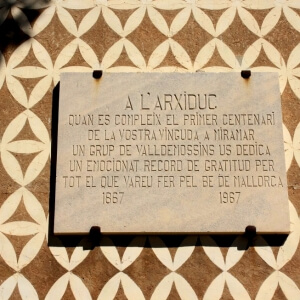 A L'ARXIDUC
QUAN ES COMPLEIX EL PRIMER CENTENARI
DE LA VOSTRA VINGUDA A MIRAMAR
UN GRUP DE VALLDEMOSSINS US DEDICA
UN EMOCIONAT RECORD DE GRATITUD PER
TOT EL QUE VAREU FER PEL BE DE MALLORCA
1867 1967